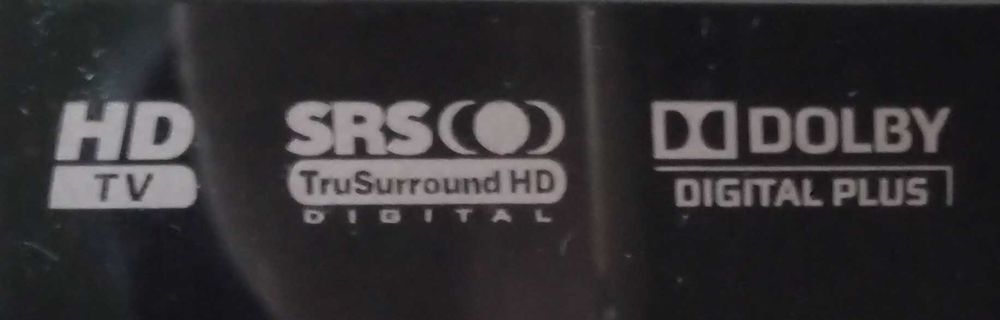 HD
TV
SRS
TruSurround HD
DIGITAL
DOLBY
DIGITAL PLUS